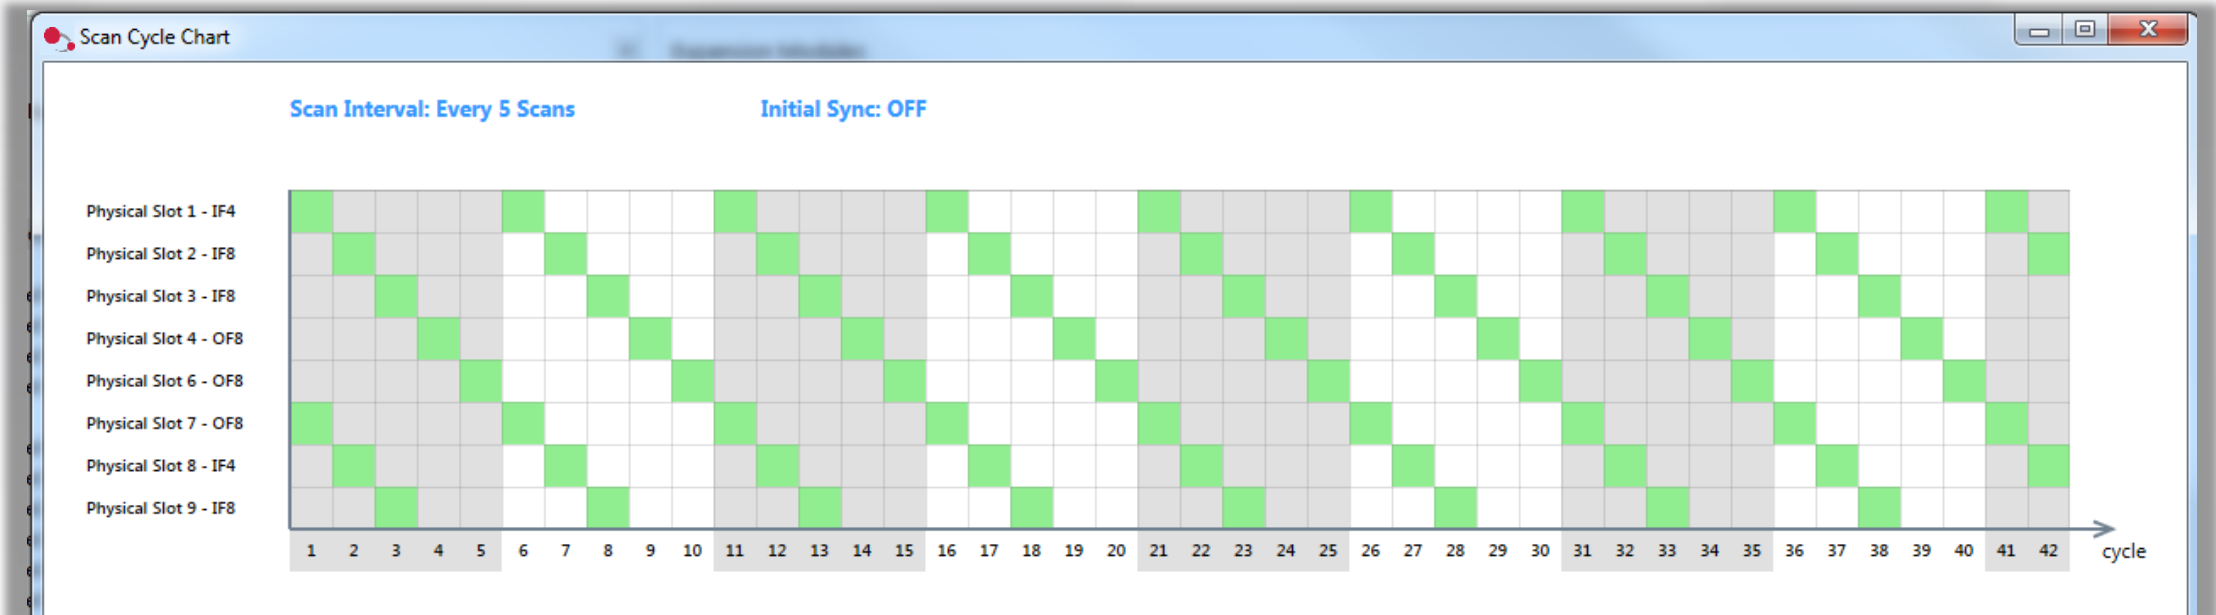 Scan Cycle Chart
Expansion Modules
Scan Interval: Every 5 Scans Initial Sync: OFF
Physical Slot 1 - IF4
Physical Slot 2 - IF8
Physical Slot 3 - IF8
Physical Slot 4 - OF8
Physical Slot 6 - OF8
Physical Slot 7 - OF8
Physical Slot 8 - IF4
Physical Slot 9 - IF8
1 2 3 4 5 6 7 8 9 10 11 12 13 14 15 16 17 18 19 20 21 22 23 24 25 26 27 28 29 30 31 32 33 34 35 36 37 38 39 40 41 42 cycle